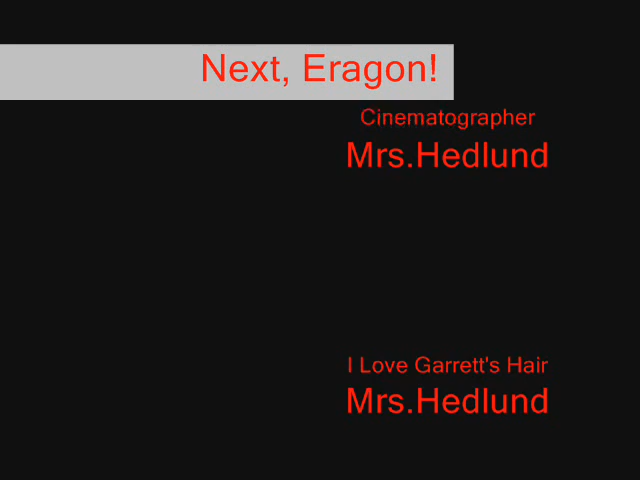 Next, Eragon!
Cinematographer
Mrs.Hedlund
I Love Garrett's Hair
Mrs.Hedlund